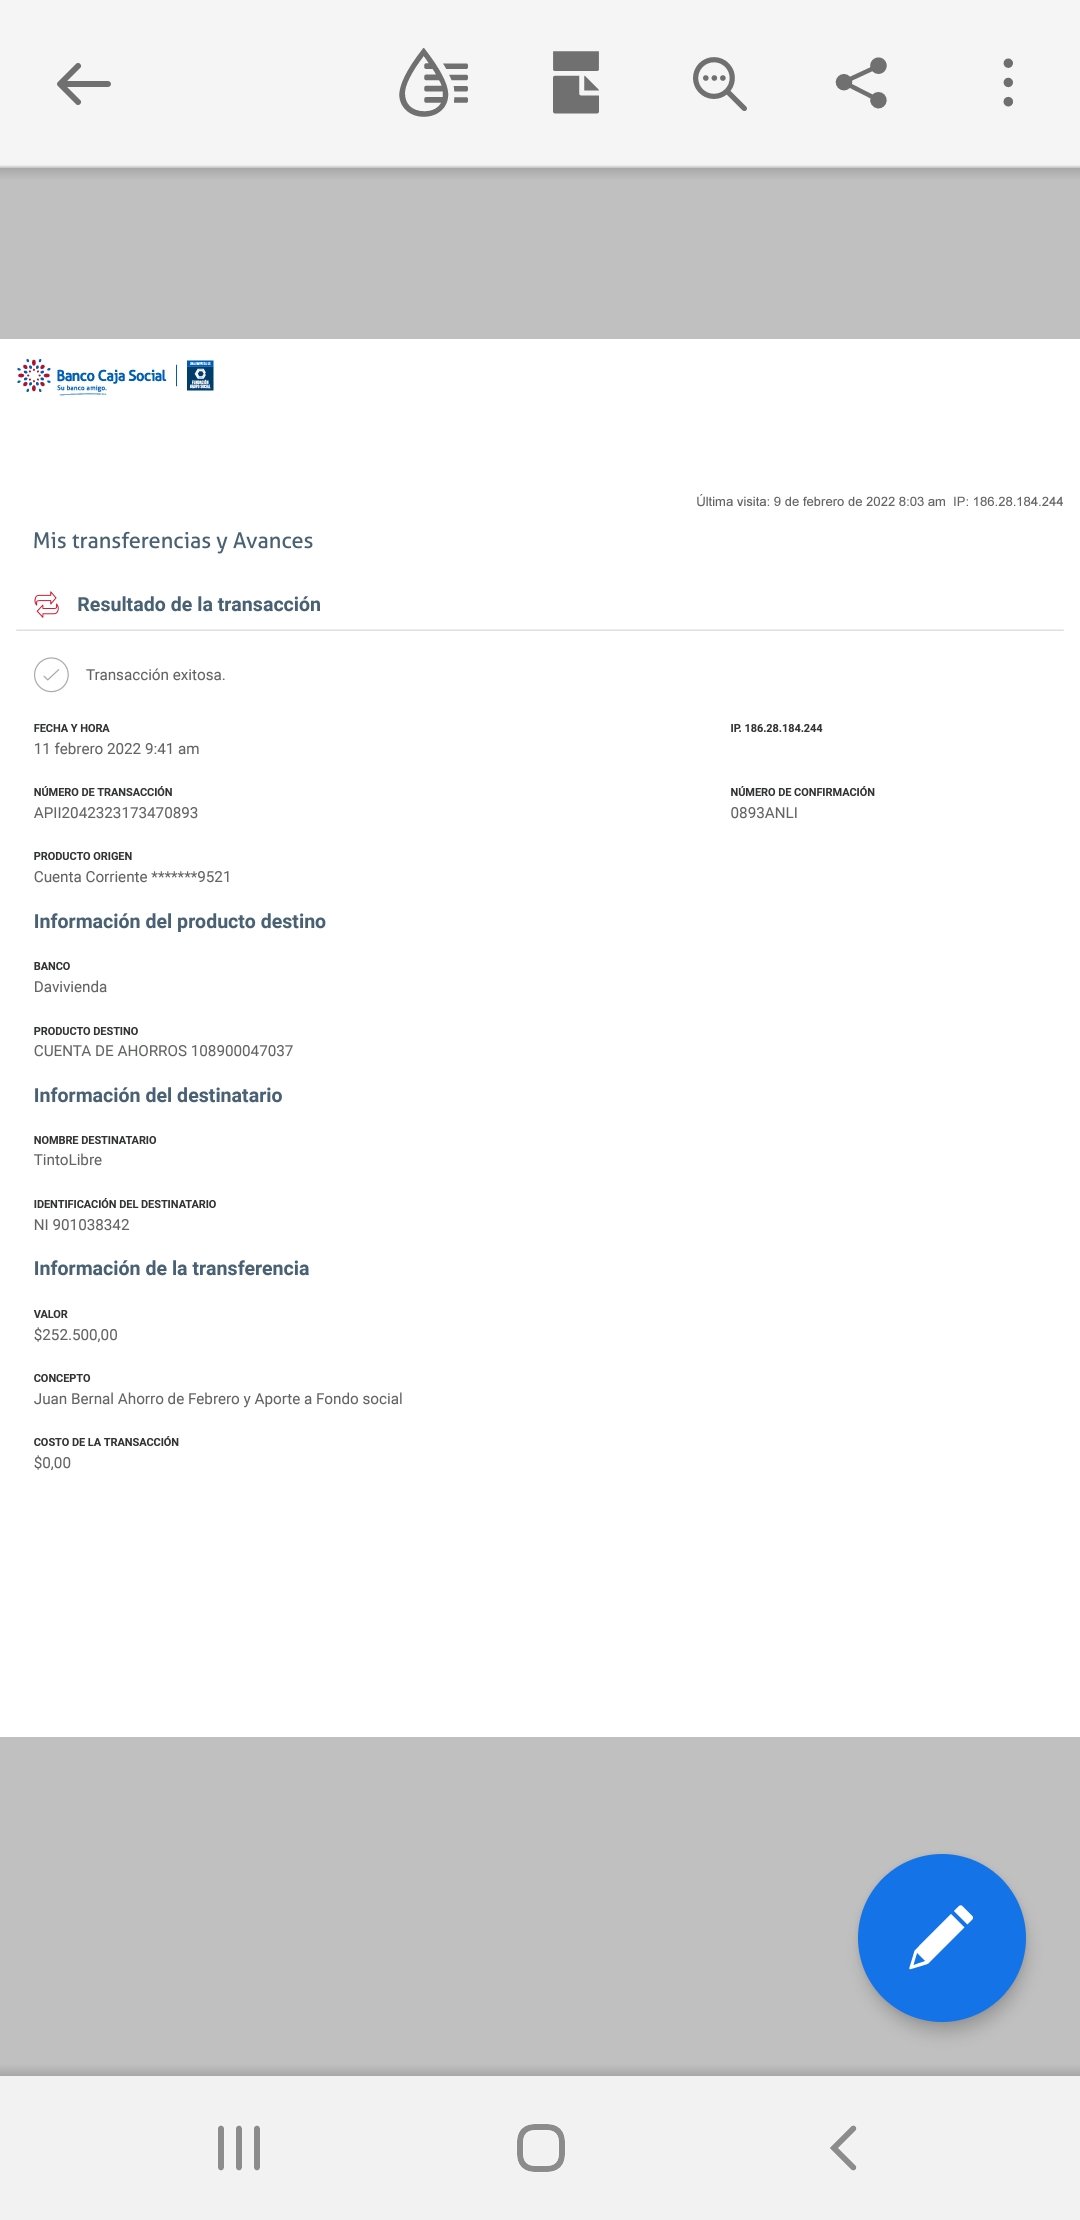 Banco Caja Social
Su banco amigo.
Última visita: 9 de febrero de 2022 8:03 am IP: 186.28.184.244
Mis transferencias y Avances
Resultado de la transacción
Transacción exitosa.
FECHA Y HORA
11 febrero 2022 9:41 am
IP. 186.28.184.244
NÚMERO DE TRANSACCIÓN
APII2042323173470893
NÚMERO DE CONFIRMACIÓN
0893ANLI
PRODUCTO ORIGEN
Cuenta Corriente *******9521
Información del producto destino
BANCO
Davivienda
PRODUCTO DESTINO
CUENTA DE AHORROS 108900047037
Información del destinatario
NOMBRE DESTINATARIO
TintoLibre
IDENTIFICACIÓN DEL DESTINATARIO
NI 901038342
Información de la transferencia
VALOR
$252.500,00
CONCEPTO
Juan Bernal Ahorro de Febrero y Aporte a Fondo social
COSTO DE LA TRANSACCIÓN
$0,00